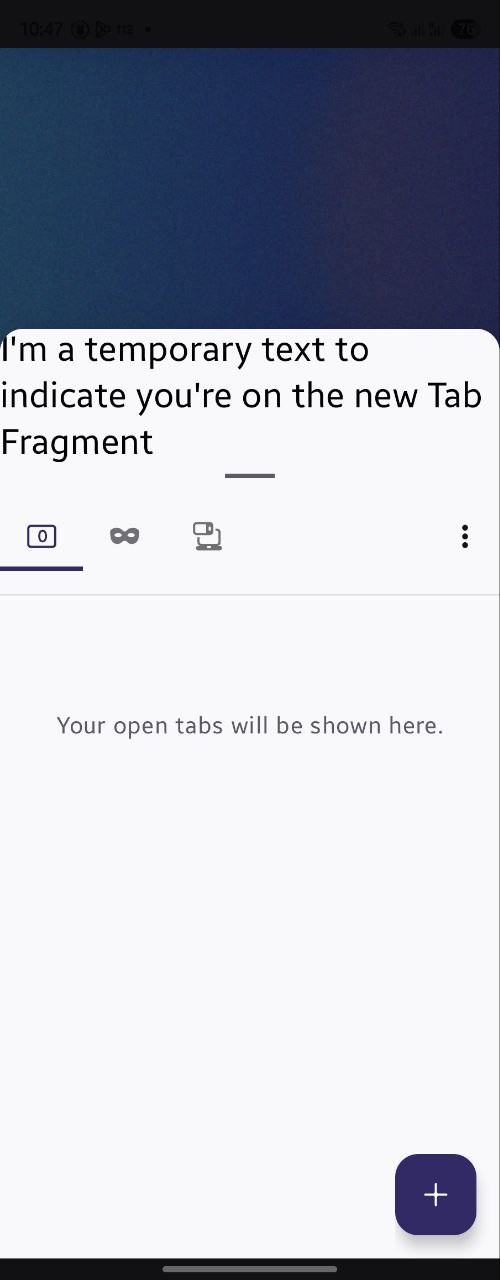 10:47
112
76
I'm a temporary text to
indicate you're on the new Tab
Fragment
0
Your open tabs will be shown here.